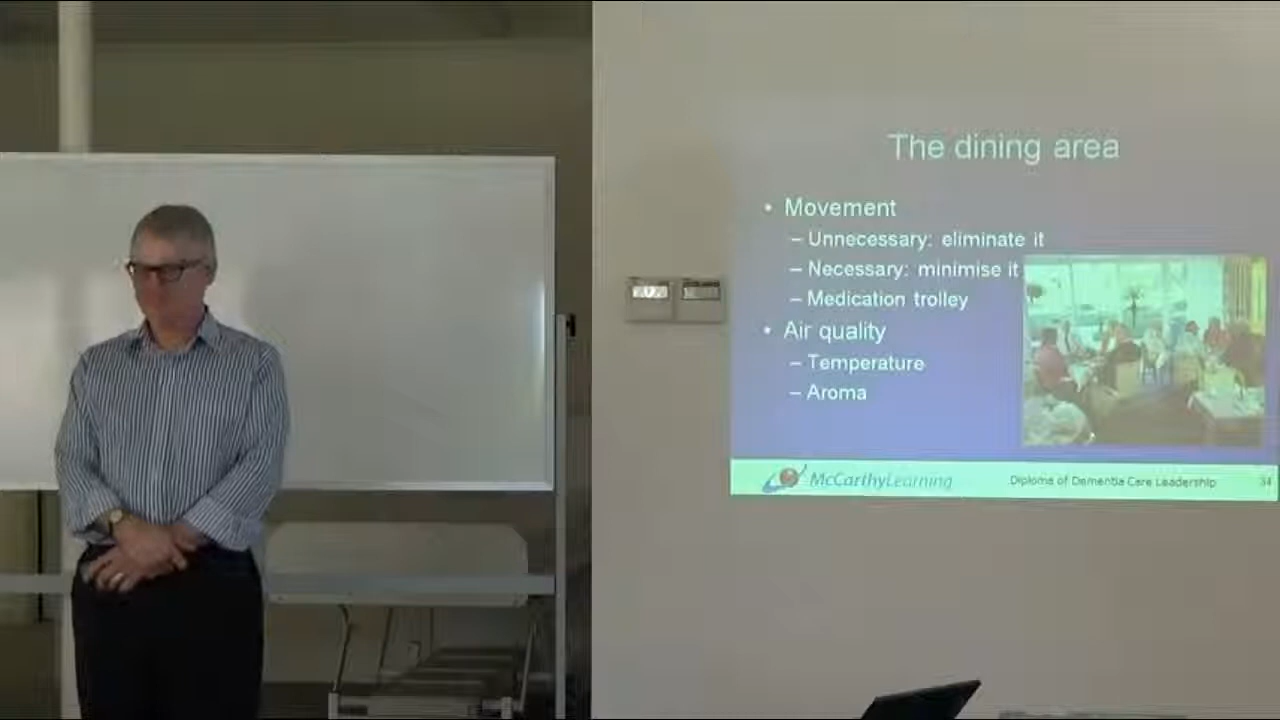 The dining area
• Movement
– Unnecessary: eliminate it
– Necessary: minimise it
– Medication trolley
• Air quality
– Temperature
– Aroma
McCarthyLearning
Diploma of Dementia Care Leadership
34